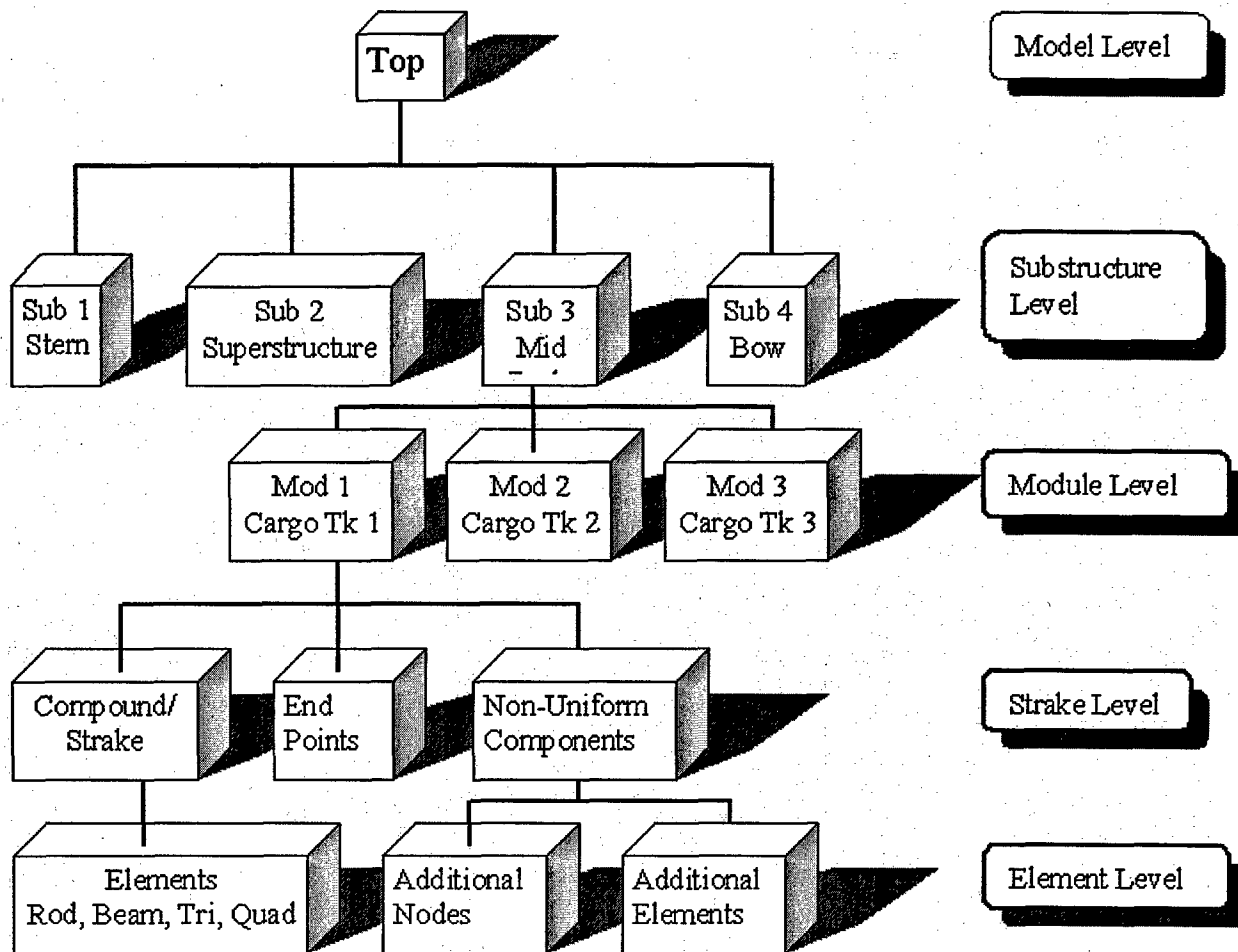 Top
Model Level
Sub 1
Stern
Sub 2
Superstructure
Sub 3
Mid
Sub 4
Bow
Substructure
Level
Mod 1
Cargo Tk 1
Mod 2
Cargo Tk 2
Mod 3
Cargo Tk 3
Module Level
Compound/
Strake
End
Points
Non-Uniform
Components
Strake Level
Elements
Rod, Beam, Tri, Quad
Additional
Nodes
Additional
Elements
Element Level